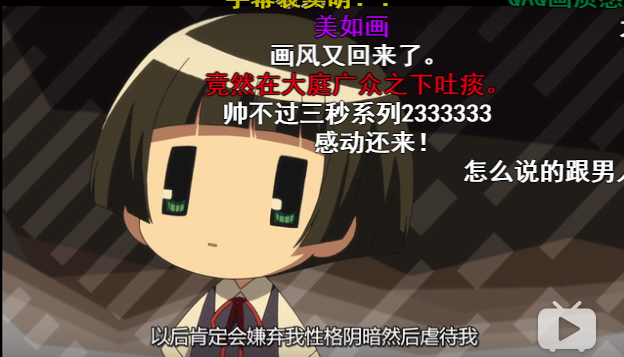 美如画
画风又回来了。
竟然在大庭广众之下吐痰。
帅不过三秒系列2333333
感动还来！
怎么说的跟男人
以后肯定会嫌弃我性格阴暗然后虐待我